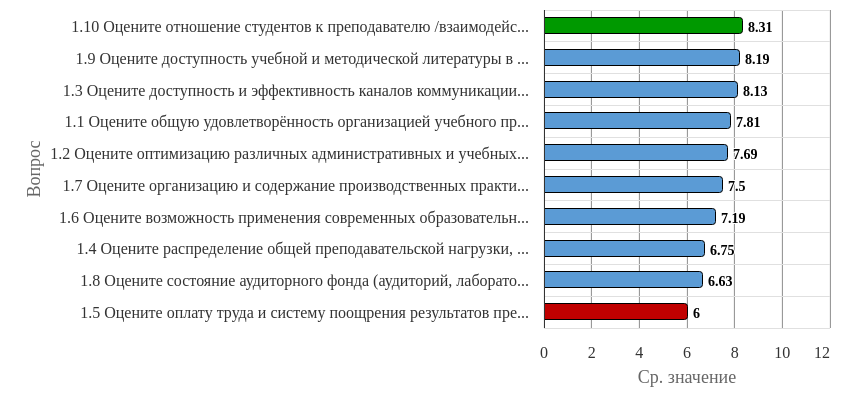 1.10 Оцените отношение студентов к преподавателю /взаимодейс... 8.31
1.9 Оцените доступность учебной и методической литературы в ... 8.19
1.3 Оцените доступность и эффективность каналов коммуникации... 8.13
1.1 Оцените общую удовлетворённость организацией учебного пр... 7.81
1.2 Оцените оптимизацию различных административных и учебных... 7.69
1.7 Оцените организацию и содержание производственных практи... 7.5
1.6 Оцените возможность применения современных образовательн... 7.19
1.4 Оцените распределение общей преподавательской нагрузки, ... 6.75
1.8 Оцените состояние аудиторного фонда (аудиторий, лаборато... 6.63
1.5 Оцените оплату труда и систему поощрения результатов пре... 6
Вопрос
0 2 4 6 8 10 12
Ср. значение